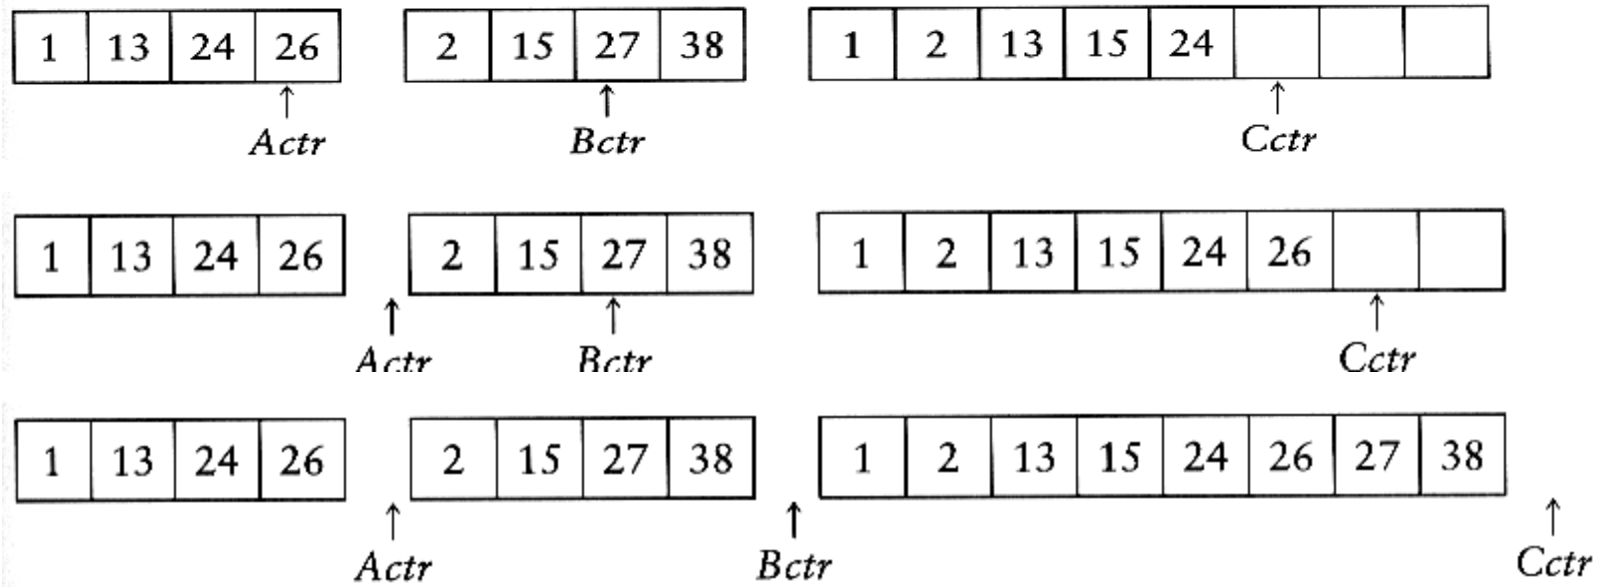 1 13 24 26 2 15 27 38 1 2 13 15 24
Actr Bctr Cctr
1 13 24 26 2 15 27 38 1 2 13 15 24 26
Actr Bctr Cctr
1 13 24 26 2 15 27 38 1 2 13 15 24 26 27 38
Actr Bctr Cctr